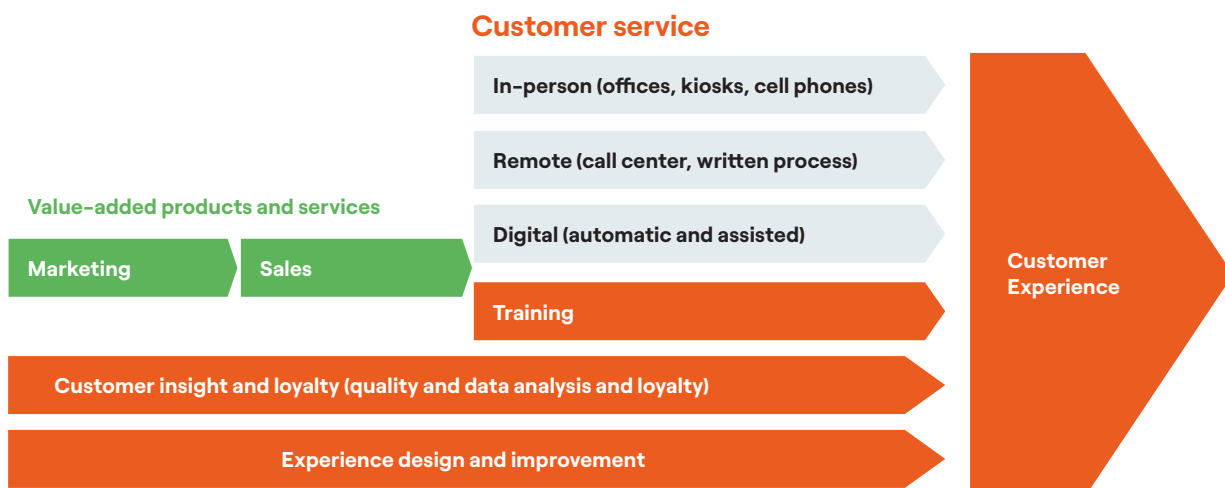 Customer service
In-person (offices, kiosks, cell phones)
Remote (call center, written process)
Value-added products and services
Digital (automatic and assisted)
Marketing
Sales
Customer
Experience
Training
Customer insight and loyalty (quality and data analysis and loyalty)
Experience design and improvement